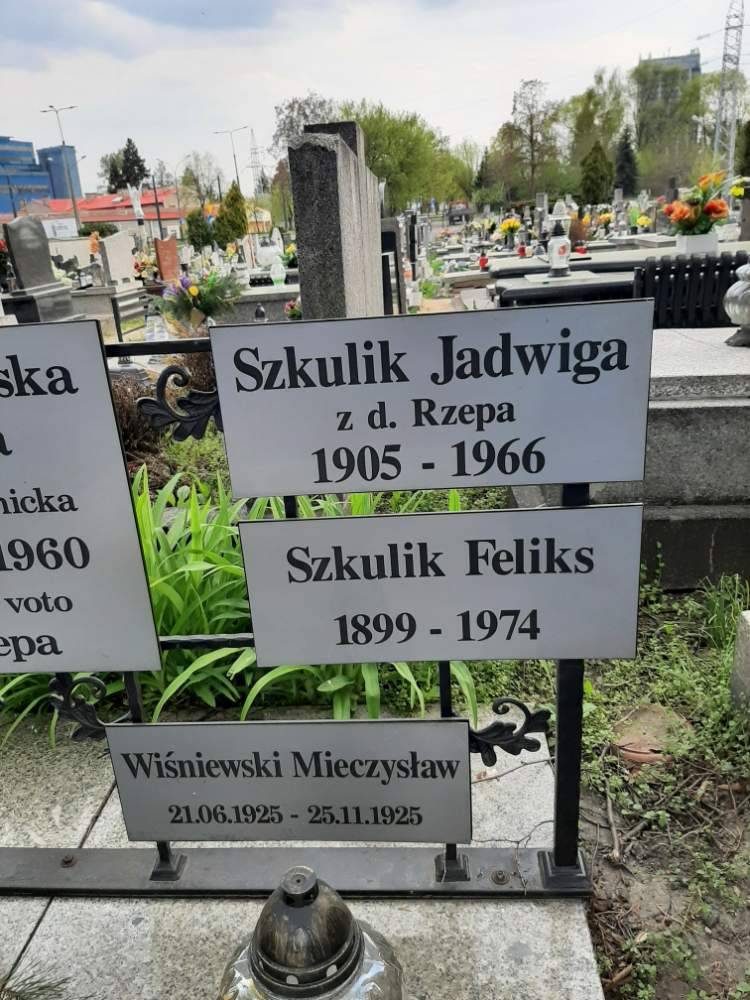 ska
a
nicka
1960
voto
epa
Szkulik Jadwiga
z d. Rzepa
1905 - 1966
Szkulik Feliks
1899 - 1974
Wiśniewski Mieczysław
21.06.1925 - 25.11.1925